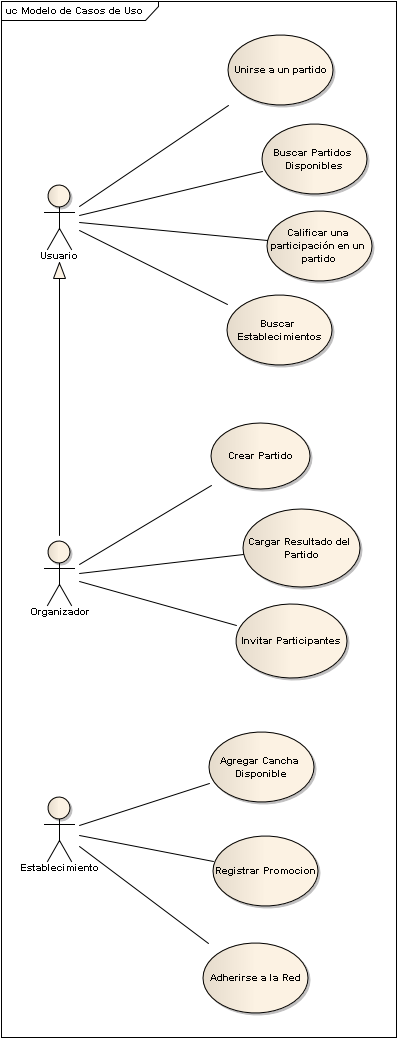 uc Modelo de Casos de Uso
Unirse a un partido
Buscar Partidos
Disponibles
Calificar una
participación en un
partido
Usuario
Buscar
Establecimientos
Crear Partido
Cargar Resultado del
Partido
Organizador
Invitar Participantes
Agregar Cancha
Disponible
Establecimiento
Registrar Promocion
Adherirse a la Red